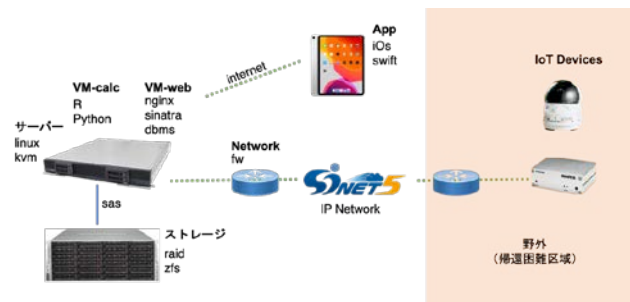 App
iOs
swift
IoT Devices
internet
VM-calc
R
Python
VM-web
nginx
sinatra
dbms
サーバー
linux
kvm
Network
fw
SINET5
IP Network
sas
ストレージ
raid
zfs
野外
（帰還困難区域）